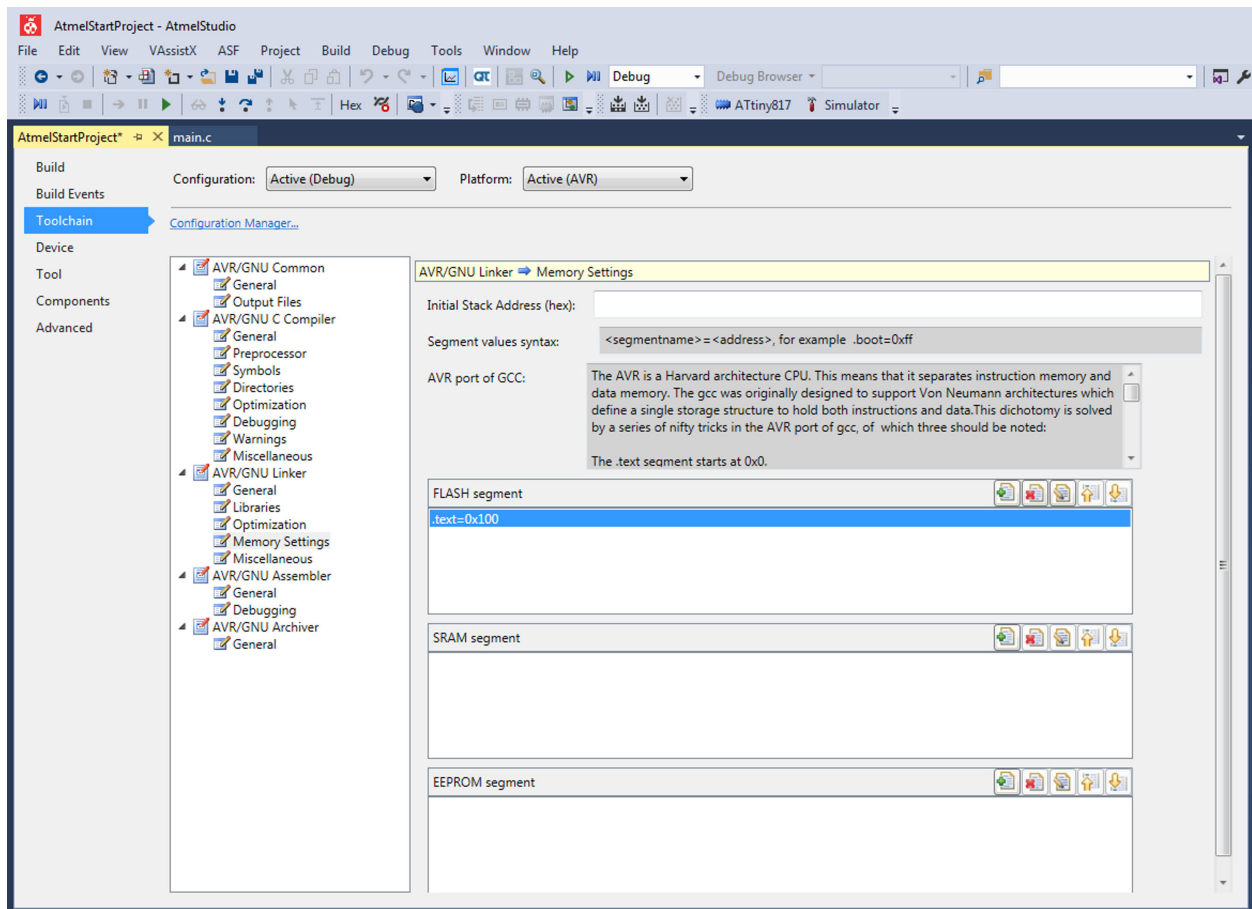 AtmelStartProject - AtmelStudio
File Edit View VAssistX ASF Project Build Debug Tools Window Help
Debug Debug Browser
Hex ATtiny817 Simulator
AtmelStartProject* main.c
Build
Build Events
Toolchain
Device
Tool
Components
Advanced
Configuration: Active (Debug) Platform: Active (AVR)
Configuration Manager...
AVR/GNU Common
General
Output Files
AVR/GNU C Compiler
General
Preprocessor
Symbols
Directories
Optimization
Debugging
Warnings
Miscellaneous
AVR/GNU Linker
General
Libraries
Optimization
Memory Settings
Miscellaneous
AVR/GNU Assembler
General
Debugging
AVR/GNU Archiver
General
AVR/GNU Linker Memory Settings
Initial Stack Address (hex):
Segment values syntax: <segmentname>=<address>, for example .boot=0xff
AVR port of GCC:
The AVR is a Harvard architecture CPU. This means that it separates instruction memory and
data memory. The gcc was originally designed to support Von Neumann architectures which
define a single storage structure to hold both instructions and data.This dichotomy is solved
by a series of nifty tricks in the AVR port of gcc, of which three should be noted:
The .text segment starts at 0x0.
FLASH segment
.text=0x100
SRAM segment
EEPROM segment